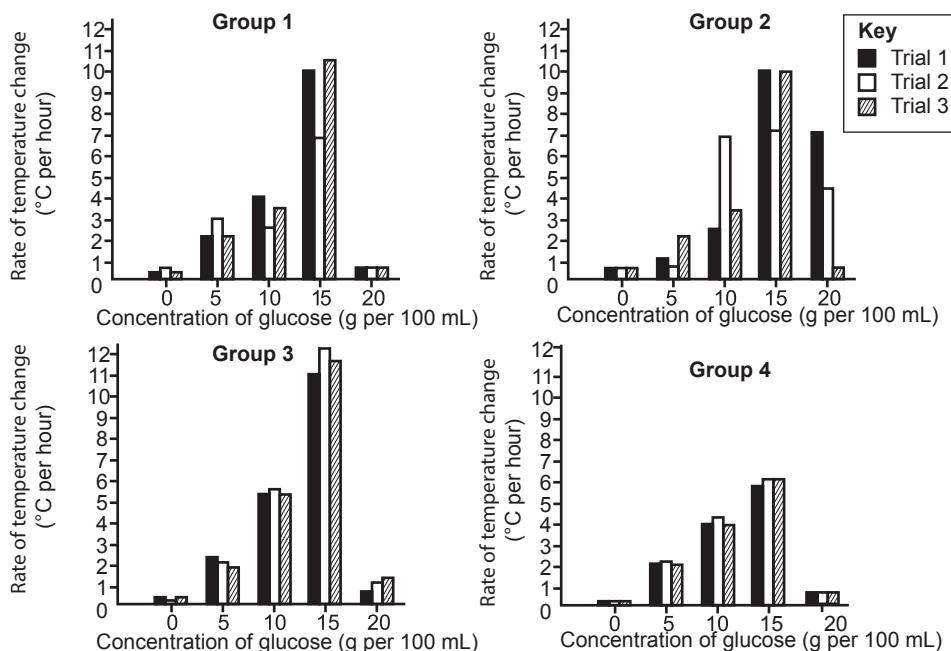 Group 1
12
11
10
9
8
7
6
5
4
3
2
1
0
Rate of temperature change
(°C per hour)
0 5 10 15 20
Concentration of glucose (g per 100 mL)
Group 2
12
11
10
9
8
7
6
5
4
3
2
1
0
Rate of temperature change
(°C per hour)
0 5 10 15 20
Concentration of glucose (g per 100 mL)
Key
Trial 1
Trial 2
Trial 3
Group 3
12
11
10
9
8
7
6
5
4
3
2
1
0
Rate of temperature change
(°C per hour)
0 5 10 15 20
Concentration of glucose (g per 100 mL)
Group 4
12
11
10
9
8
7
6
5
4
3
2
1
0
Rate of temperature change
(°C per hour)
0 5 10 15 20
Concentration of glucose (g per 100 mL)